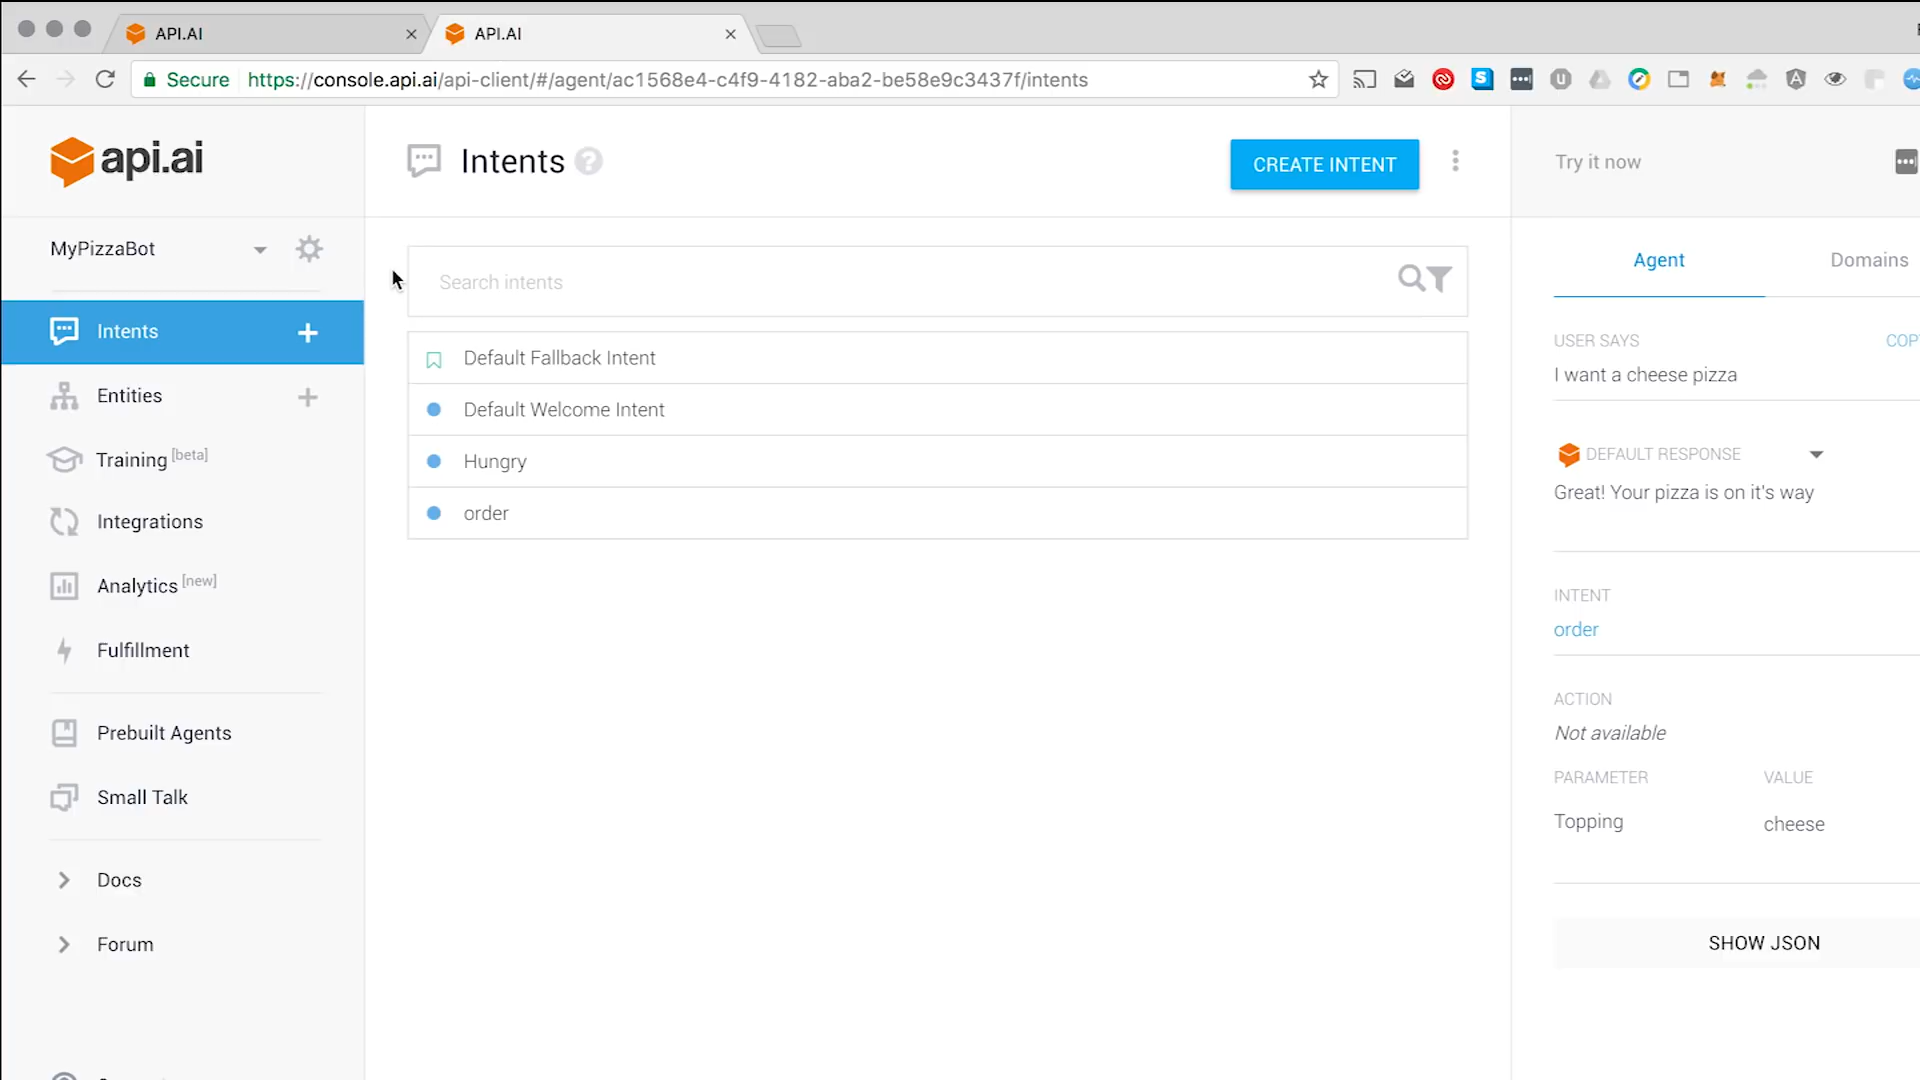 API.AI
API.AI
Secure https://console.api.ai/api-client/#/agent/ac1568e4-c4f9-4182-aba2-be58e9c3437f/intents
api.ai
MyPizzaBot
Intents
Entities
Training [beta]
Integrations
Analytics [new]
Fulfillment
Prebuilt Agents
Small Talk
Docs
Forum
Intents
CREATE INTENT
Search intents
Default Fallback Intent
Default Welcome Intent
Hungry
order
Try it now
Agent Domains
USER SAYS
I want a cheese pizza
DEFAULT RESPONSE
Great! Your pizza is on it's way
INTENT
order
ACTION
Not available
PARAMETER VALUE
Topping cheese
SHOW JSON